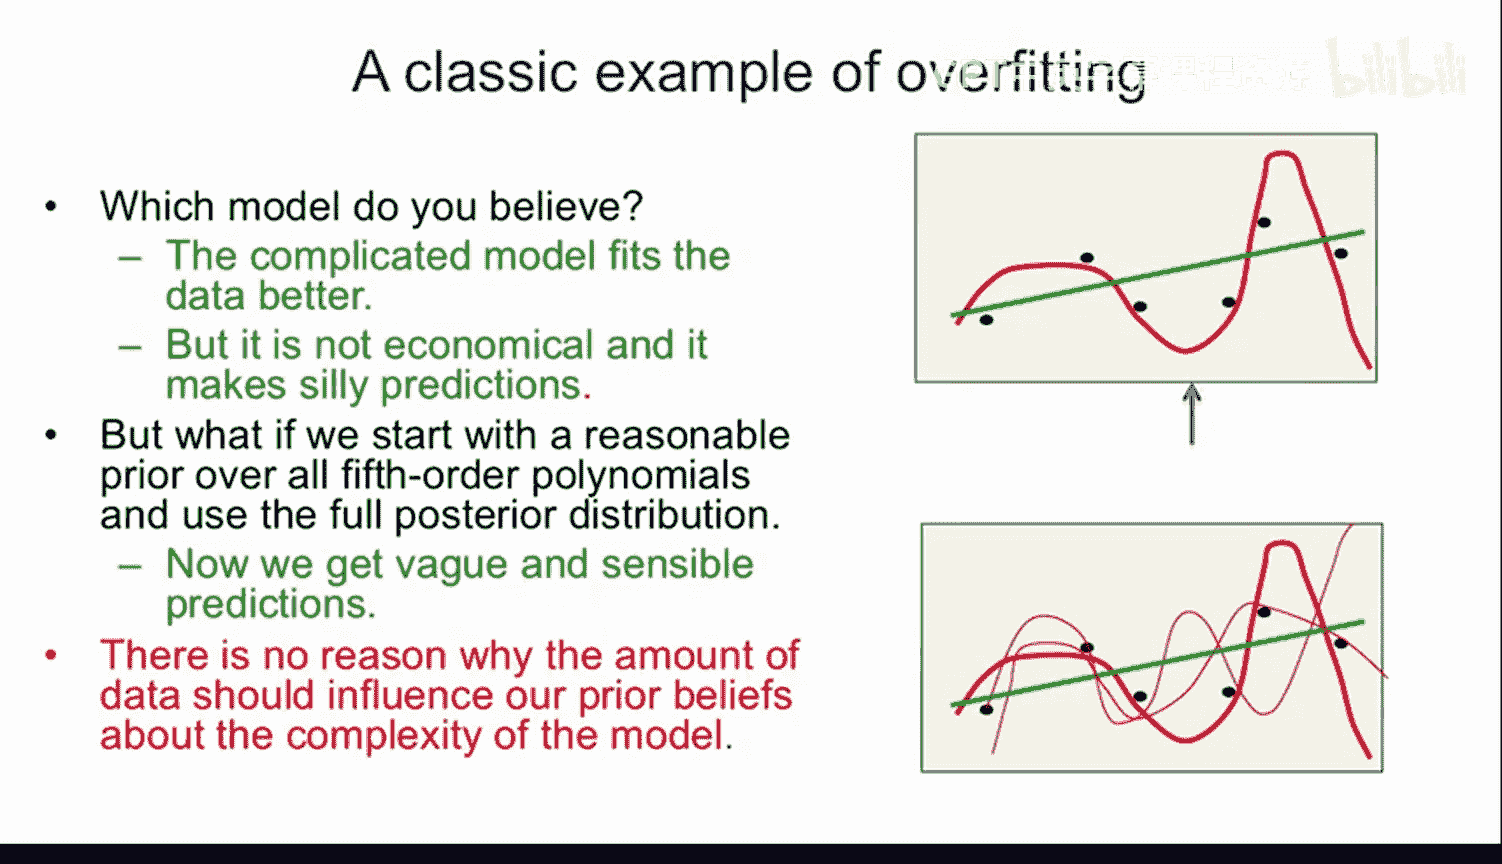 A classic example of overfitting
bilibili
• Which model do you believe?
– The complicated model fits the
data better.
– But it is not economical and it
makes silly predictions.
• But what if we start with a reasonable
prior over all fifth-order polynomials
and use the full posterior distribution.
– Now we get vague and sensible
predictions.
• There is no reason why the amount of
data should influence our prior beliefs
about the complexity of the model.